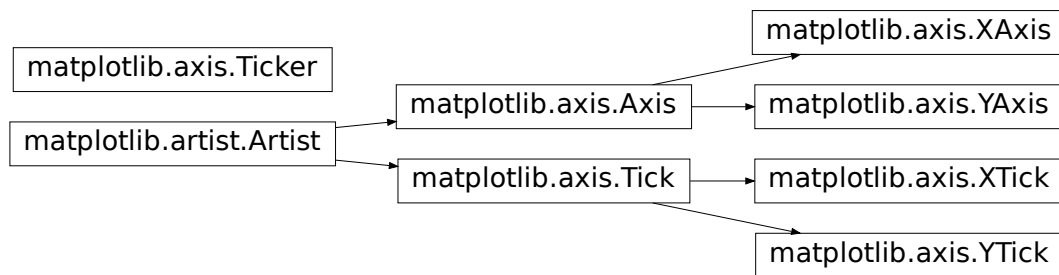 matplotlib.axis.XAxis
matplotlib.axis.Ticker
matplotlib.axis.Axis
matplotlib.axis.YAxis
matplotlib.artist.Artist
matplotlib.axis.Tick
matplotlib.axis.XTick
matplotlib.axis.YTick